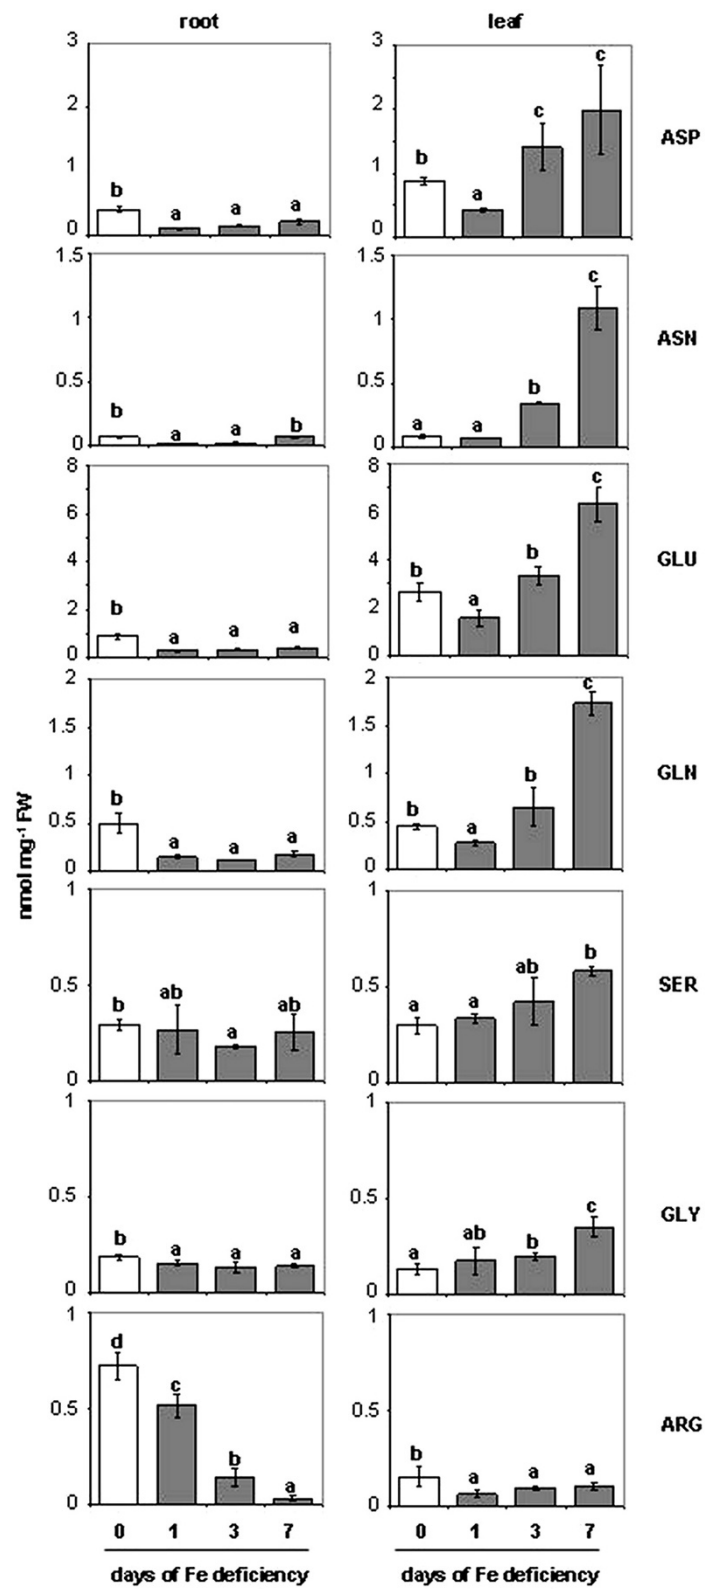 root leaf
3 3
b b a c c
2 2
1 1
b a a a
0 0
ASP
1.5 1.5
1 1
0.5 0.5
b a a b
a a b c
0 0
ASN
8 8
6 6
4 4
2 2
b a a a
b a b c
0 0
GLU
2 2
1.5 1.5
1 1
0.5 0.5
b a a a
b a b c
0 0
GLN
nmol mg-1 FW
1 1
0.5 0.5
b ab a ab
a a ab b
0 0
SER
1 1
0.5 0.5
b a a a
a ab b c
0 0
GLY
1 1
0.5 0.5
d c b a
b a a a
0 0
ARG
0 1 3 7 0 1 3 7
days of Fe deficiency days of Fe deficiency